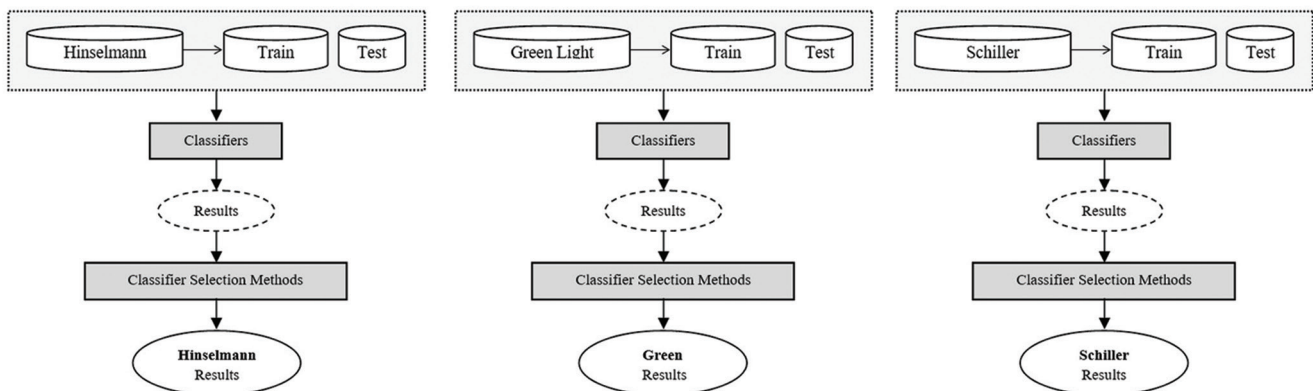 Hinselmann
Train
Test
Classifiers
Results
Classifier Selection Methods
Hinselmann
Results
Green Light
Train
Test
Classifiers
Results
Classifier Selection Methods
Green
Results
Schiller
Train
Test
Classifiers
Results
Classifier Selection Methods
Schiller
Results